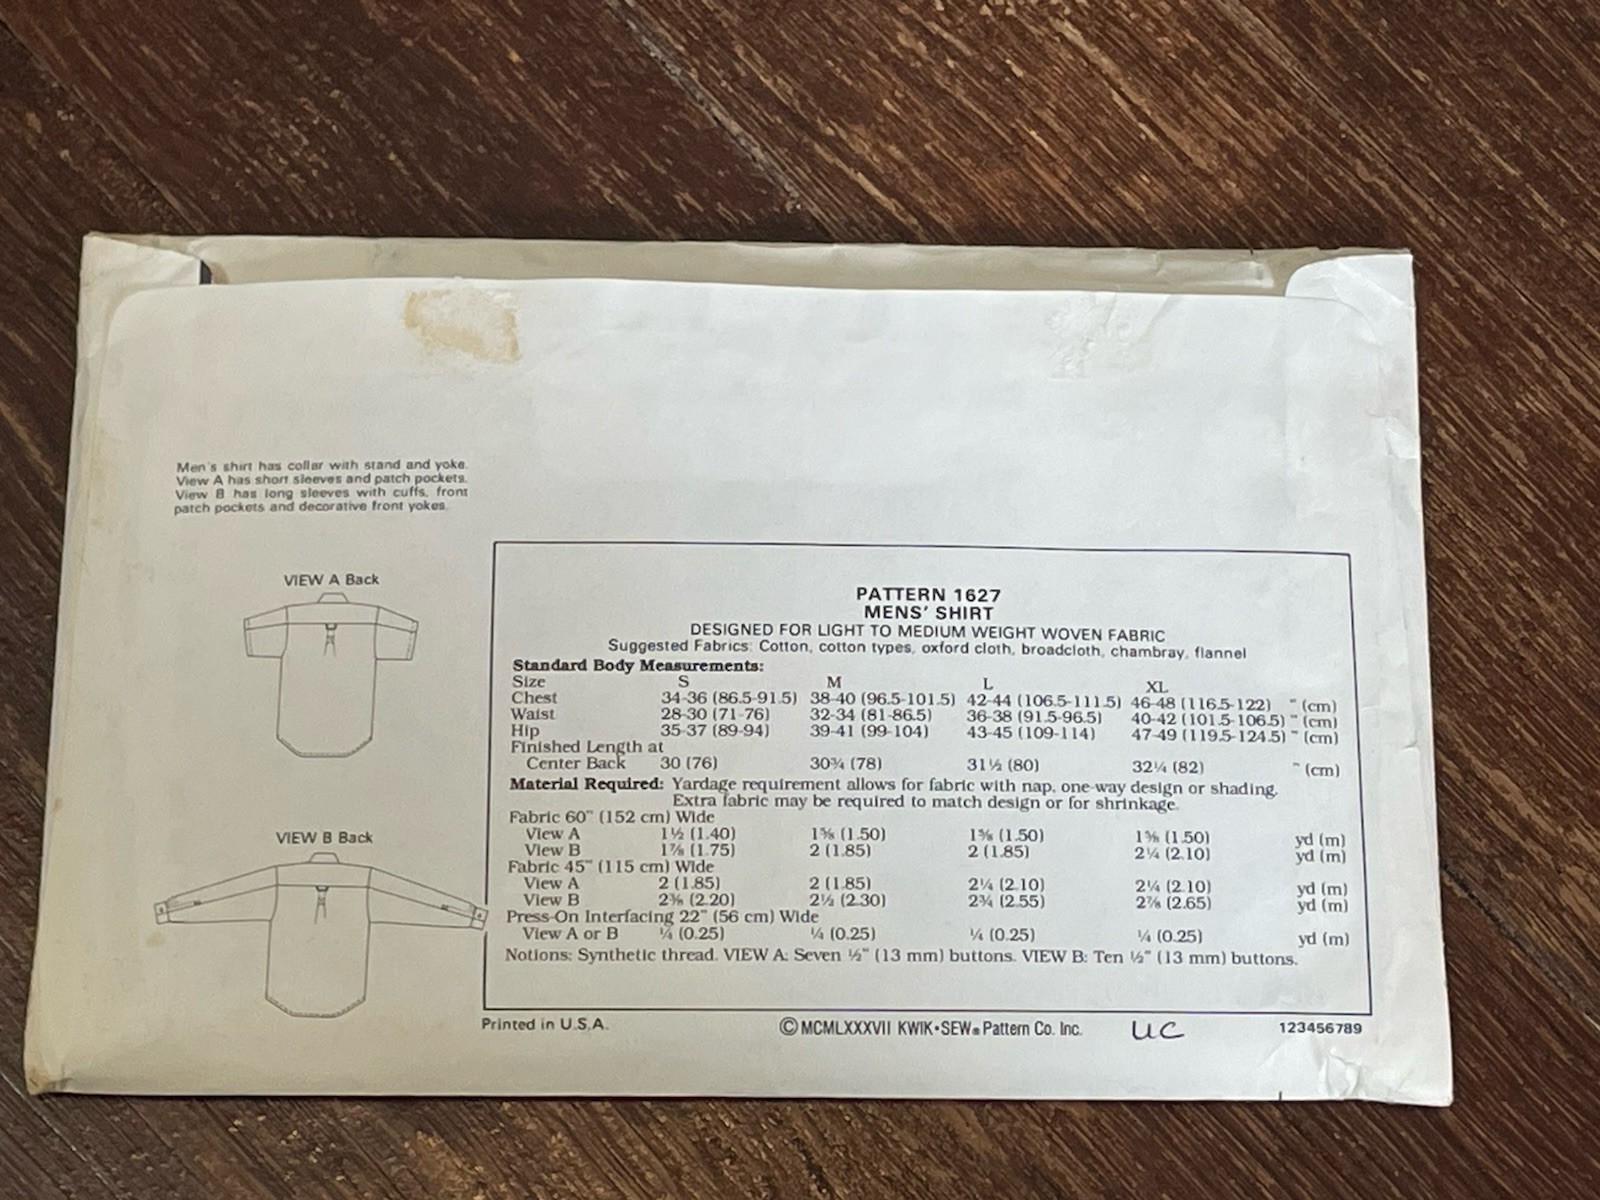 Men's shirt has collar with stand and yoke.
View A has short sleeves and patch pockets.
View B has long sleeves with cuffs, front
patch pockets and decorative front yokes.
VIEW A Back
VIEW B Back
PATTERN 1627
MENS' SHIRT
DESIGNED FOR LIGHT TO MEDIUM WEIGHT WOVEN FABRIC
Suggested Fabrics: Cotton, cotton types, oxford cloth, broadcloth, chambray, flannel
Standard Body Measurements:
Size S M L XL
Chest 34-36 (86.5-91.5) 38-40 (96.5-101.5) 42-44 (106.5-111.5) 46-48 (116.5-122) " (cm)
Waist 28-30 (71-76) 32-34 (81-86.5) 36-38 (91.5-96.5) 40-42 (101.5-106.5) " (cm)
Hip 35-37 (89-94) 39-41 (99-104) 43-45 (109-114) 47-49 (119.5-124.5) " (cm)
Finished Length at
Center Back 30 (76) 30¾ (78) 31½ (80) 32¼ (82) " (cm)
Material Required: Yardage requirement allows for fabric with nap, one-way design or shading.
Extra fabric may be required to match design or for shrinkage.
Fabric 60" (152 cm) Wide
View A 1½ (1.40) 1⅝ (1.50) 1⅝ (1.50) 1⅝ (1.50) yd (m)
View B 1⅞ (1.75) 2 (1.85) 2 (1.85) 2¼ (2.10) yd (m)
Fabric 45" (115 cm) Wide
View A 2 (1.85) 2 (1.85) 2¼ (2.10) 2¼ (2.10) yd (m)
View B 2⅜ (2.20) 2½ (2.30) 2¾ (2.55) 2⅞ (2.65) yd (m)
Press-On Interfacing 22" (56 cm) Wide
View A or B ¼ (0.25) ¼ (0.25) ¼ (0.25) ¼ (0.25) yd (m)
Notions: Synthetic thread. VIEW A: Seven ½" (13 mm) buttons. VIEW B: Ten ½" (13 mm) buttons.
Printed in U.S.A. ©MCMLXXXVII KWIK•SEW® Pattern Co. Inc. UC 123456789